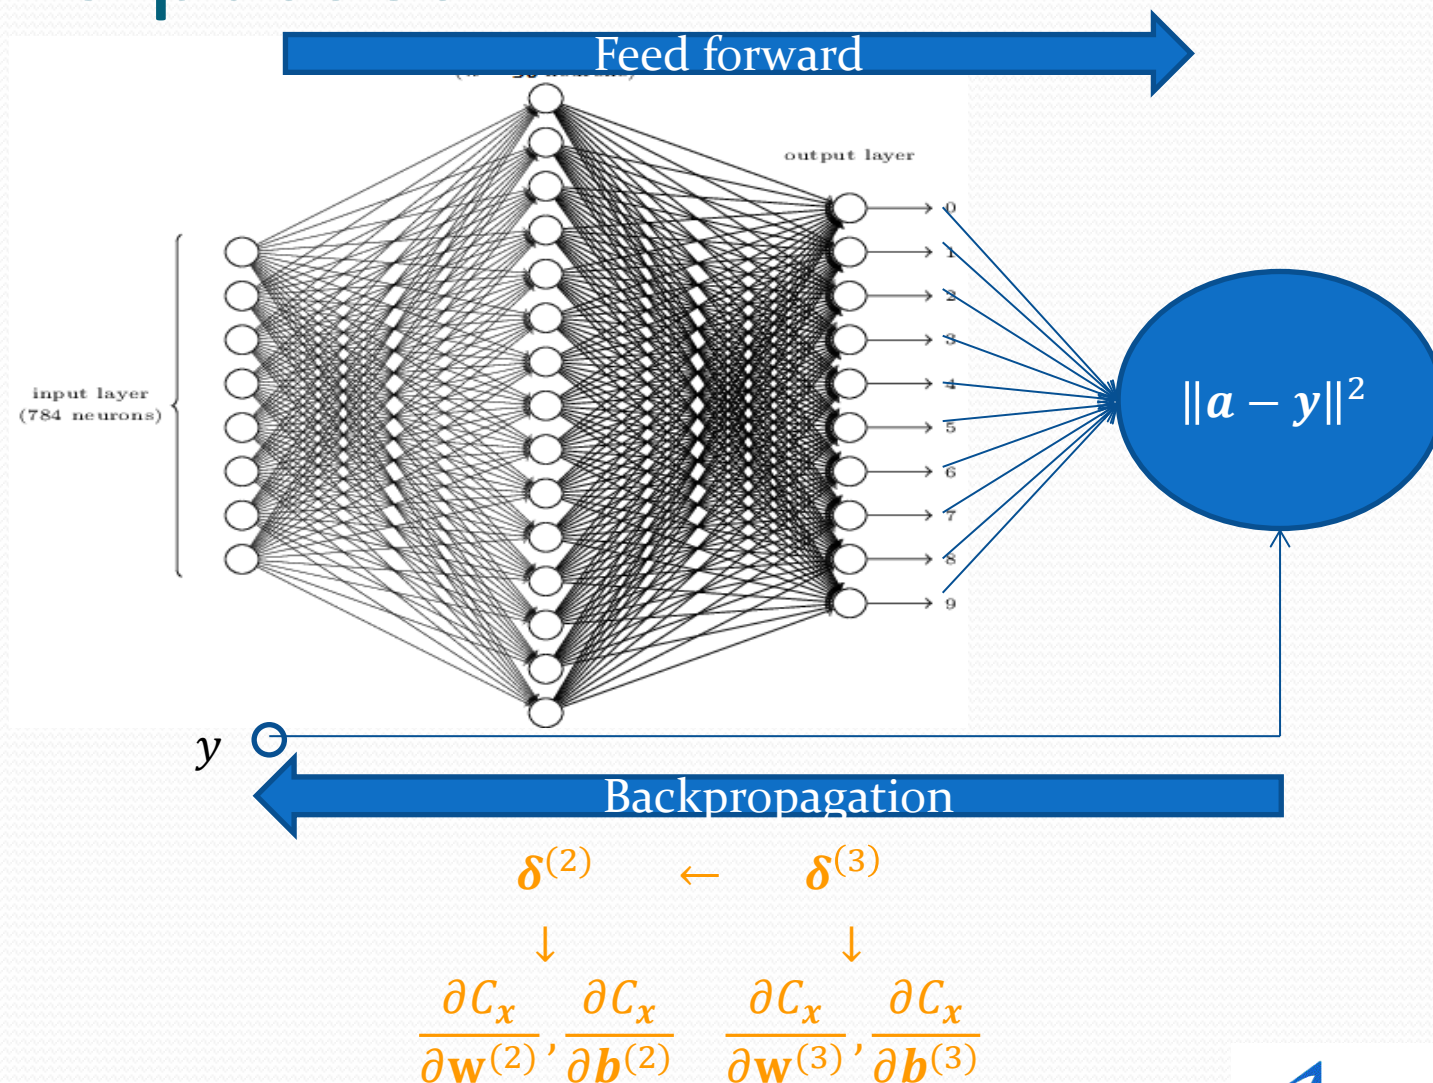 Feed forward
output layer
0
1
2
3
4
5
6
7
8
9
input layer
(784 neurons)
‖a − y‖²
y
Backpropagation
δ⁽²⁾ ← δ⁽³⁾
↓ ↓
∂Cₓ/∂w⁽²⁾, ∂Cₓ/∂b⁽²⁾ ∂Cₓ/∂w⁽³⁾, ∂Cₓ/∂b⁽³⁾